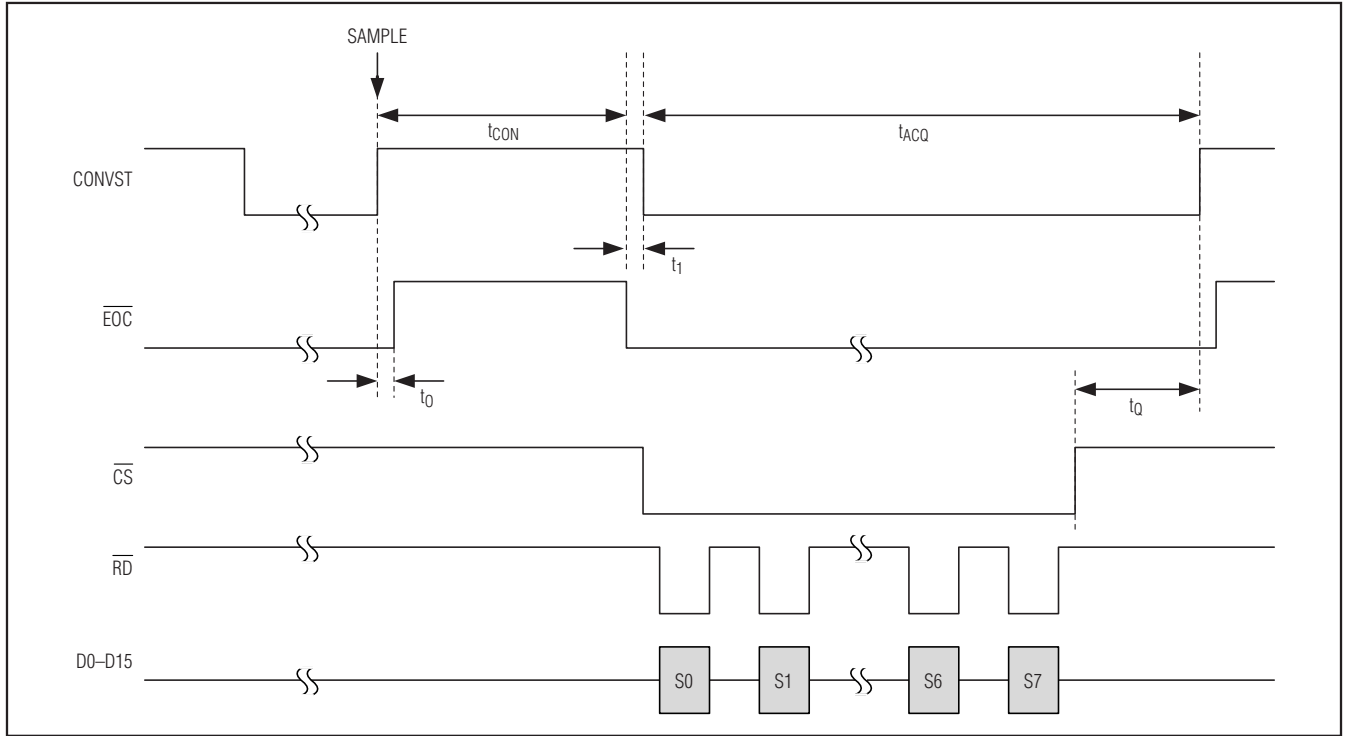 SAMPLE
tCON
tACQ
CONVST
t1
EOC
t0
tQ
CS
RD
D0–D15
S0
S1
S6
S7